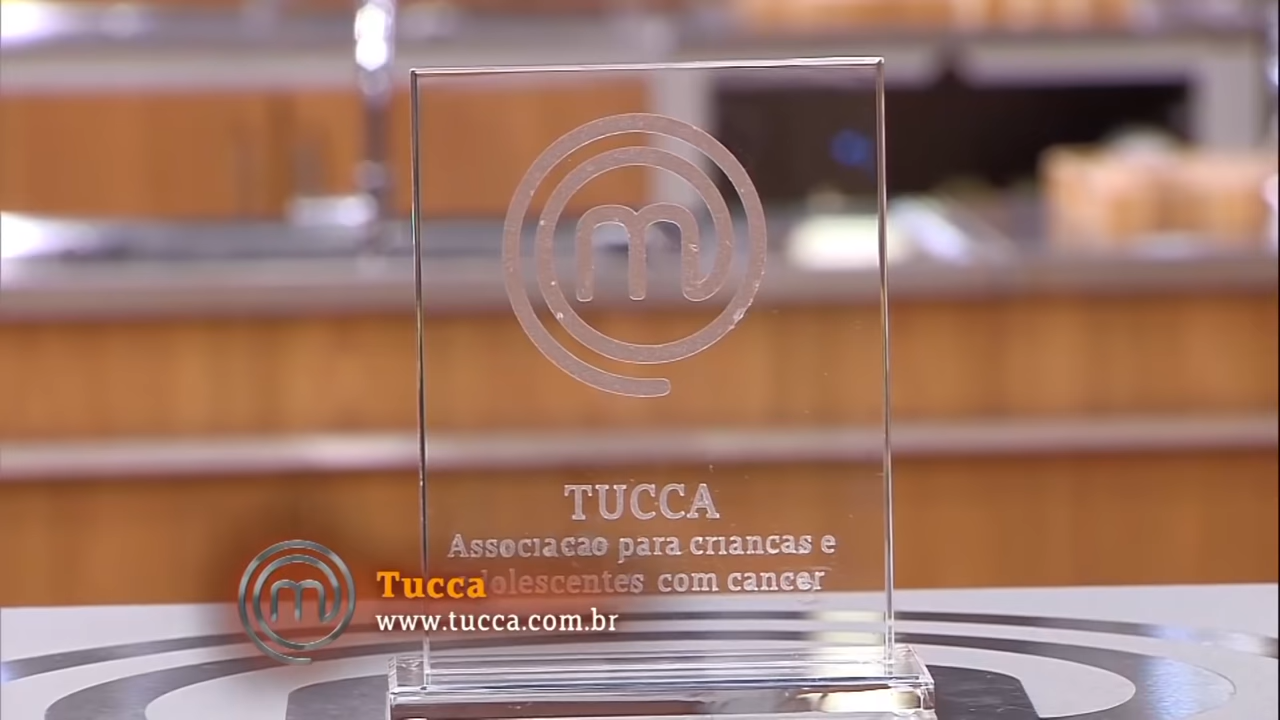 m
TUCCA
Associacao para criancas e
dolescentes com cancer
m
Tucca
www.tucca.com.br